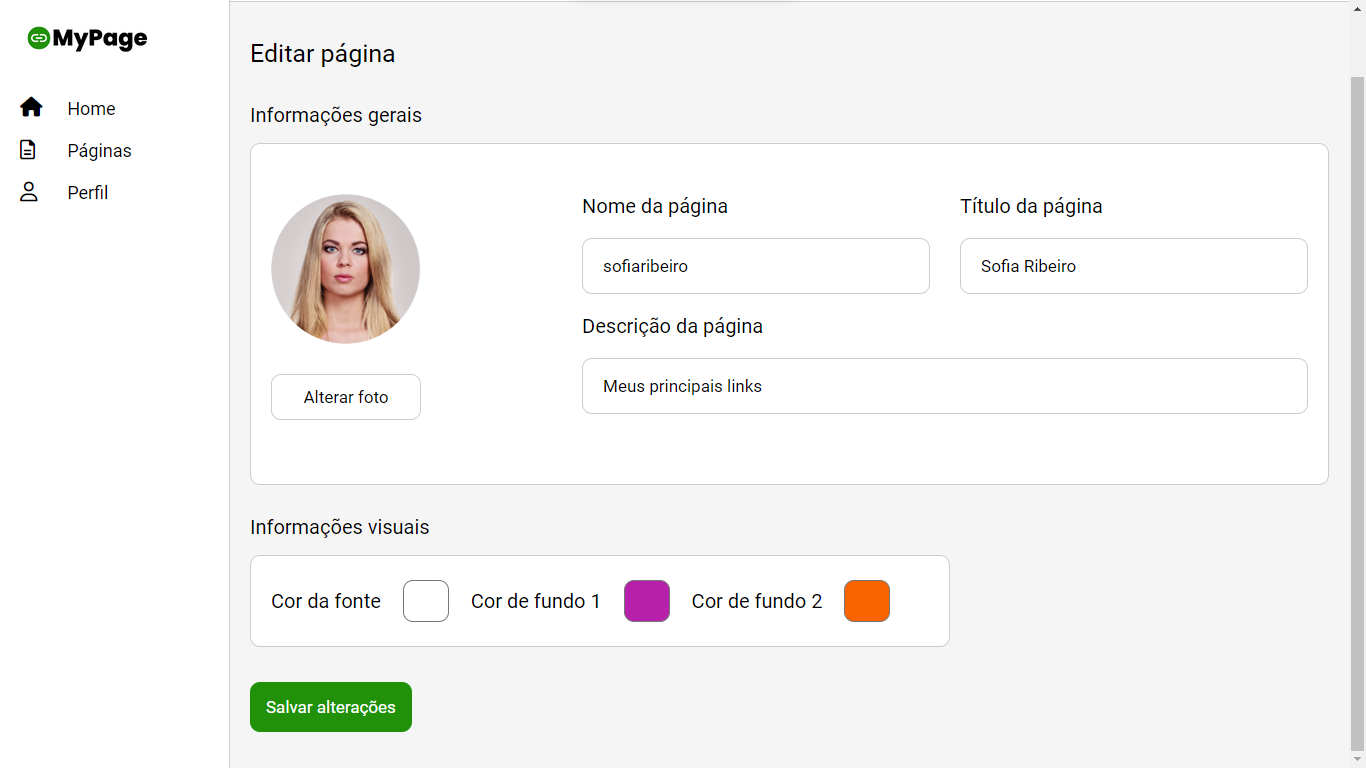 MyPage
Home
Páginas
Perfil
Editar página
Informações gerais
Alterar foto
Nome da página
sofiaribeiro
Título da página
Sofia Ribeiro
Descrição da página
Meus principais links
Informações visuais
Cor da fonte
Cor de fundo 1
Cor de fundo 2
Salvar alterações